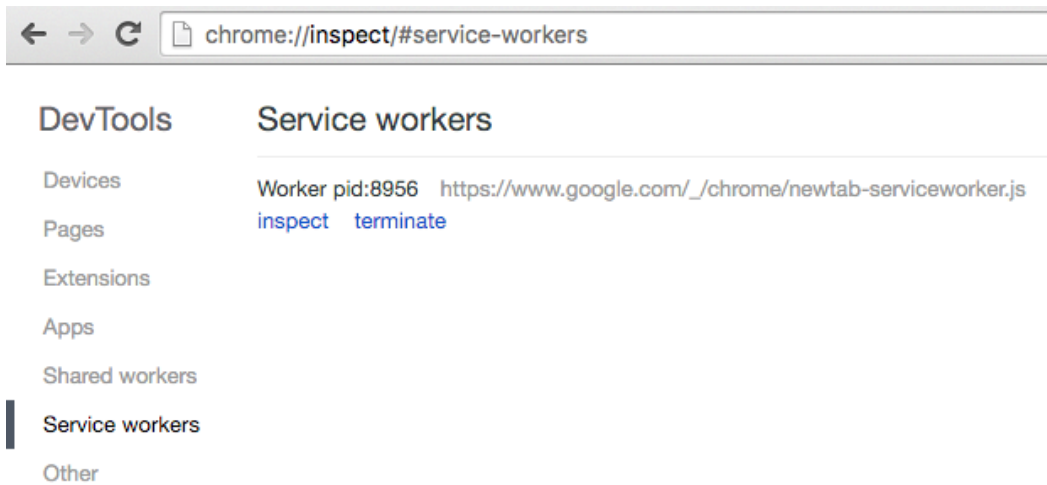 chrome://inspect/#service-workers
DevTools
Devices
Pages
Extensions
Apps
Shared workers
Service workers
Other
Service workers
Worker pid:8956 https://www.google.com/_/chrome/newtab-serviceworker.js
inspect terminate